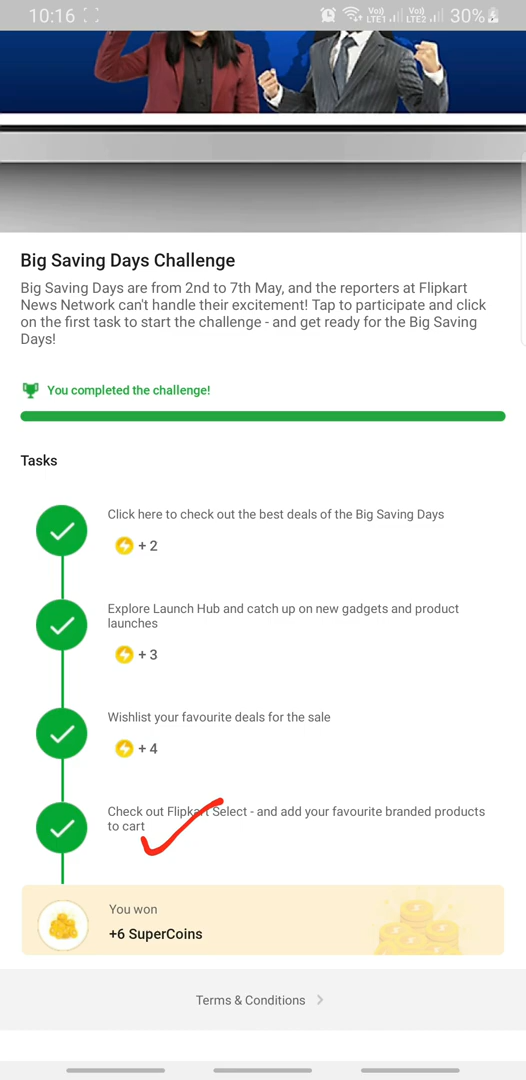 10:16
Vo) LTE1 Vo) LTE2 30%
Big Saving Days Challenge
Big Saving Days are from 2nd to 7th May, and the reporters at Flipkart
News Network can't handle their excitement! Tap to participate and click
on the first task to start the challenge - and get ready for the Big Saving
Days!
You completed the challenge!
Tasks
Click here to check out the best deals of the Big Saving Days
+ 2
Explore Launch Hub and catch up on new gadgets and product
launches
+ 3
Wishlist your favourite deals for the sale
+ 4
Check out Flipkart Select - and add your favourite branded products
to cart
You won
+6 SuperCoins
Terms & Conditions